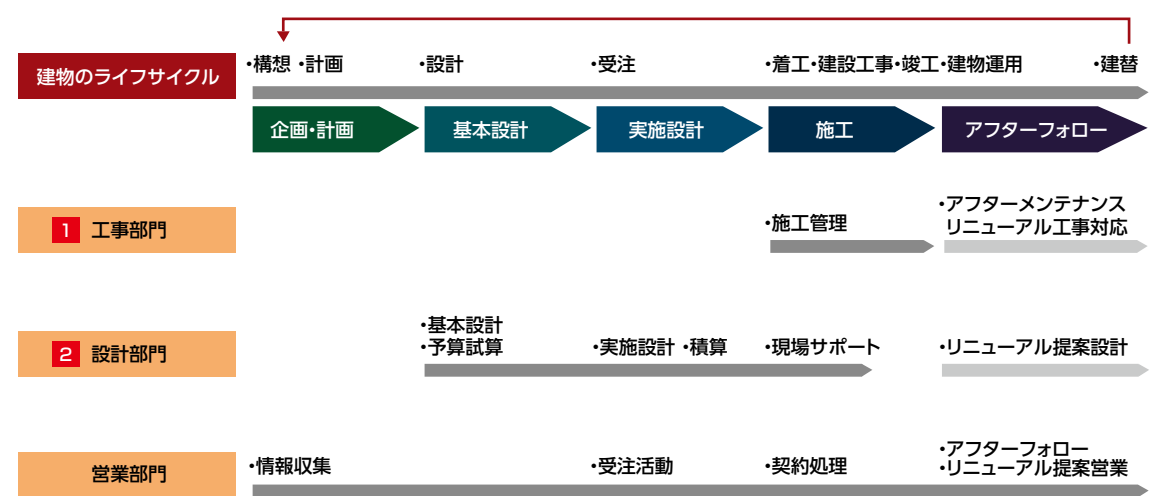 建物のライフサイクル
・構想 ・計画
・設計
・受注
・着工・建設工事・竣工・建物運用
・建替
企画・計画
基本設計
実施設計
施工
アフターフォロー
1 工事部門
・施工管理
・アフターメンテナンス
リニューアル工事対応
2 設計部門
・基本設計
・予算試算
・実施設計 ・積算
・現場サポート
・リニューアル提案設計
営業部門
・情報収集
・受注活動
・契約処理
・アフターフォロー
・リニューアル提案営業